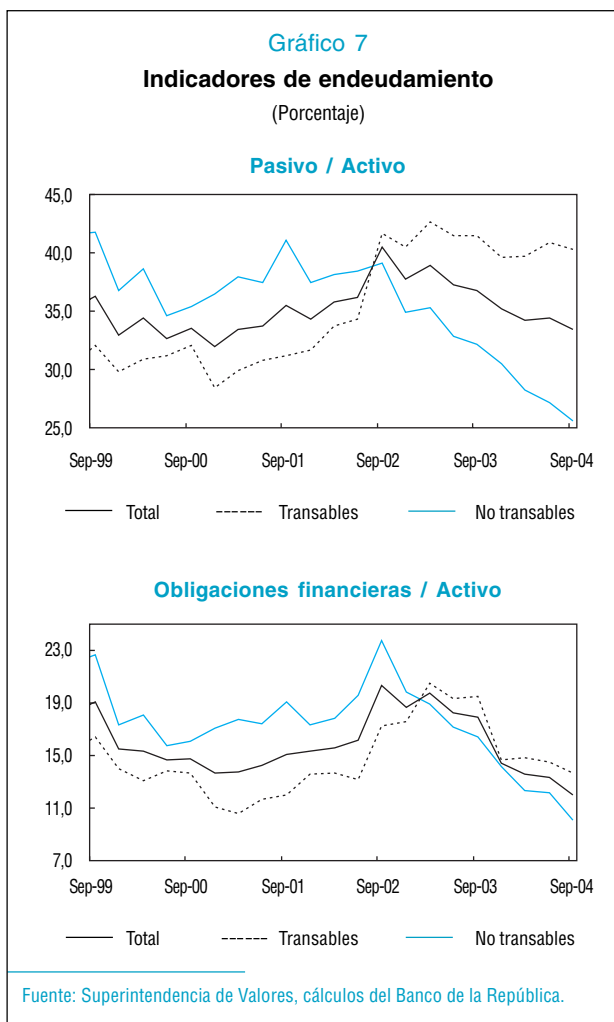 Gráfico 7
Indicadores de endeudamiento
(Porcentaje)
Pasivo / Activo
45,0
40,0
35,0
30,0
25,0
Sep-99 Sep-00 Sep-01 Sep-02 Sep-03 Sep-04
Total Transables No transables
Obligaciones financieras / Activo
23,0
19,0
15,0
11,0
7,0
Sep-99 Sep-00 Sep-01 Sep-02 Sep-03 Sep-04
Total Transables No transables
Fuente: Superintendencia de Valores, cálculos del Banco de la República.